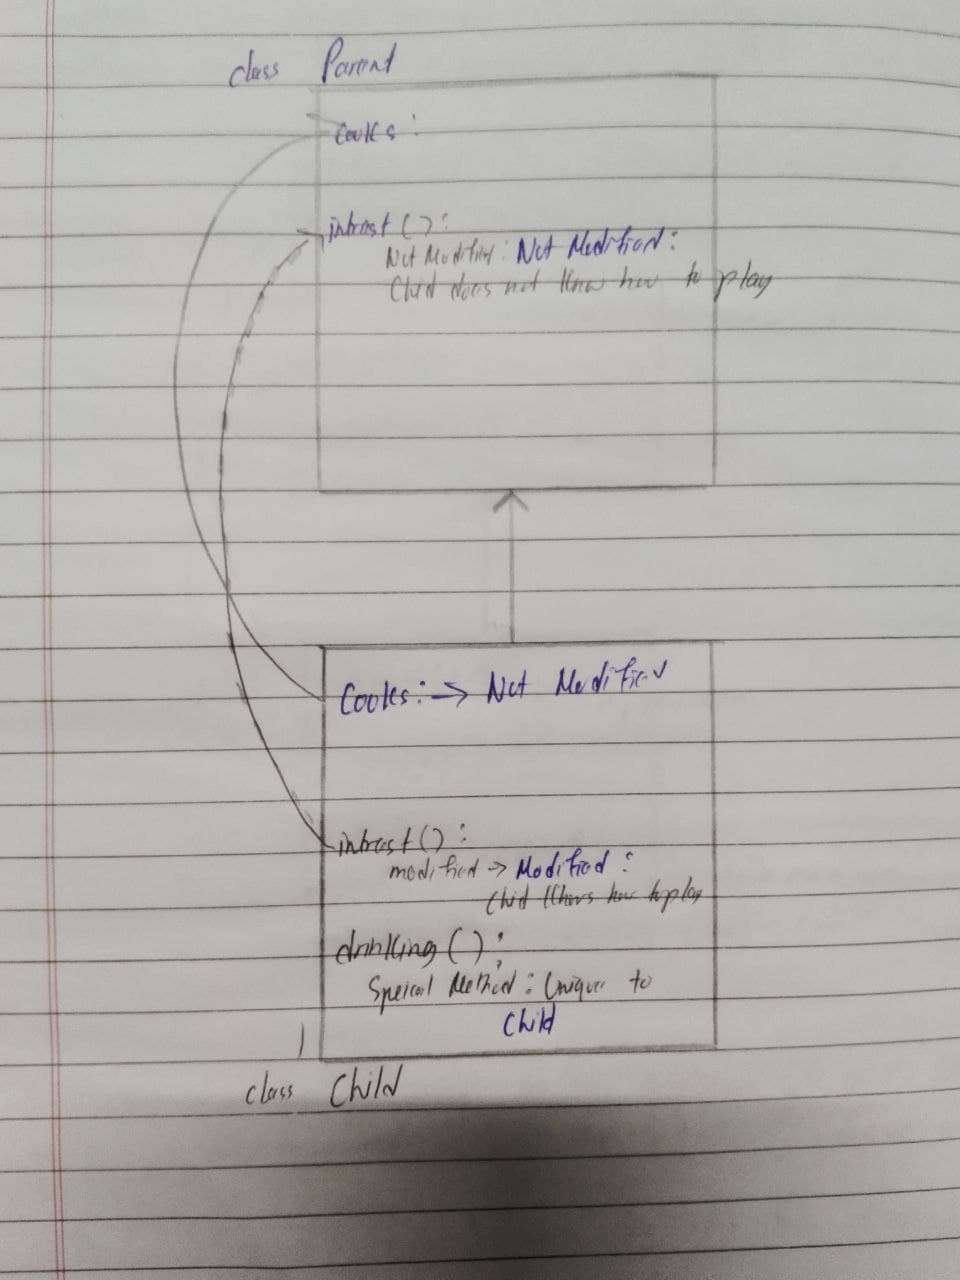 class Parent
Cooks:
intrest():
Not Modified: Not Modified:
Child does not know how to play
Cooks: → Not Modified
intrest():
modified → Modified:
Child knows how to play
drinking():
Speical Method: Unique to
Child
class Child